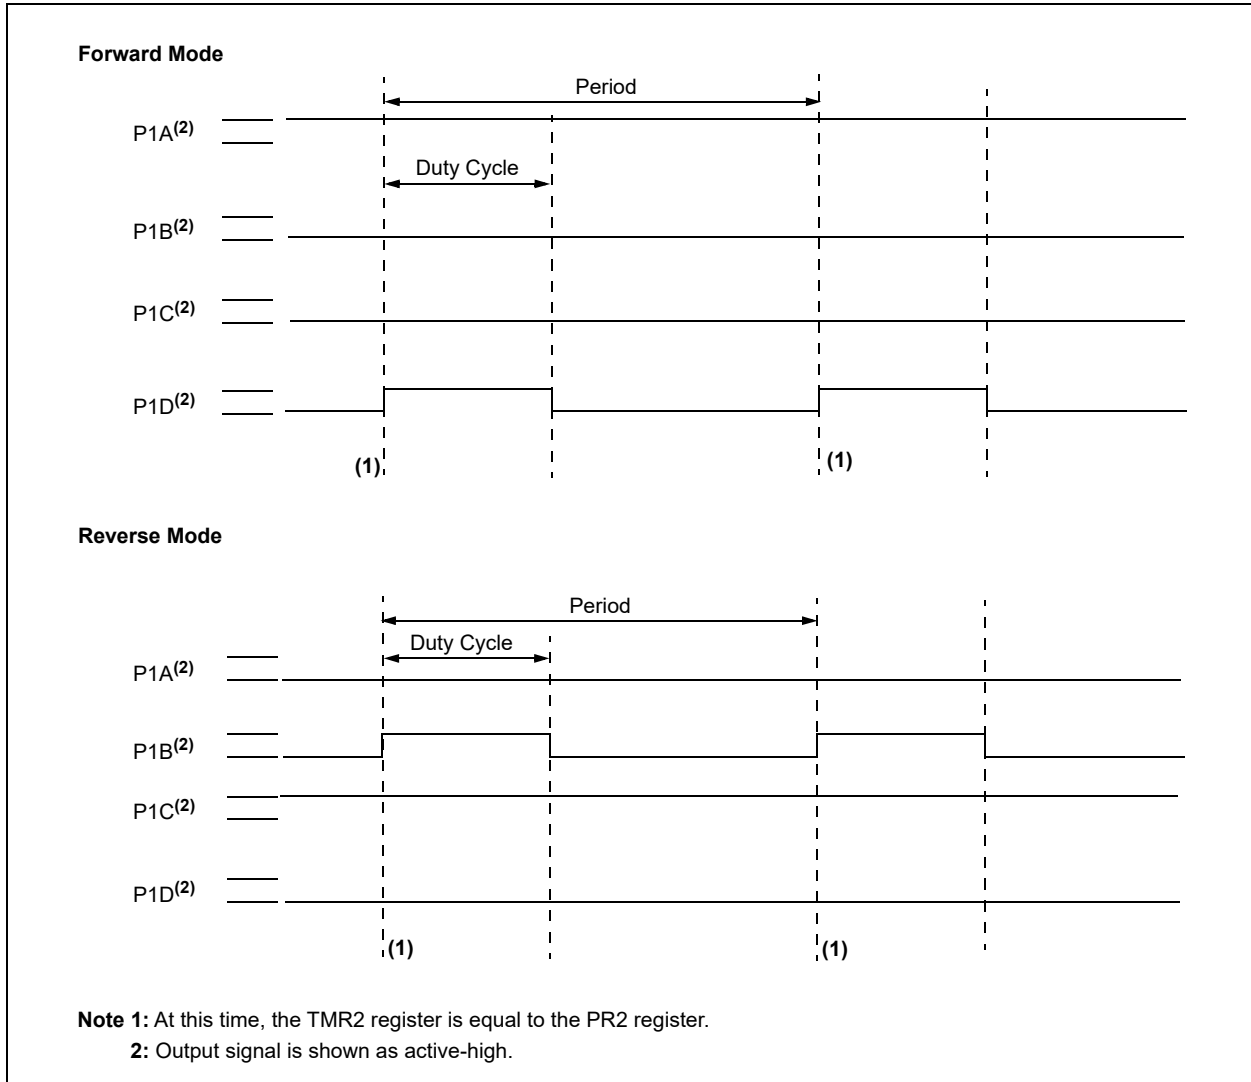 Forward Mode
Period
P1A(2)
Duty Cycle
P1B(2)
P1C(2)
P1D(2)
(1)
(1)
Reverse Mode
Period
Duty Cycle
P1A(2)
P1B(2)
P1C(2)
P1D(2)
(1)
(1)
Note 1: At this time, the TMR2 register is equal to the PR2 register.
2: Output signal is shown as active-high.